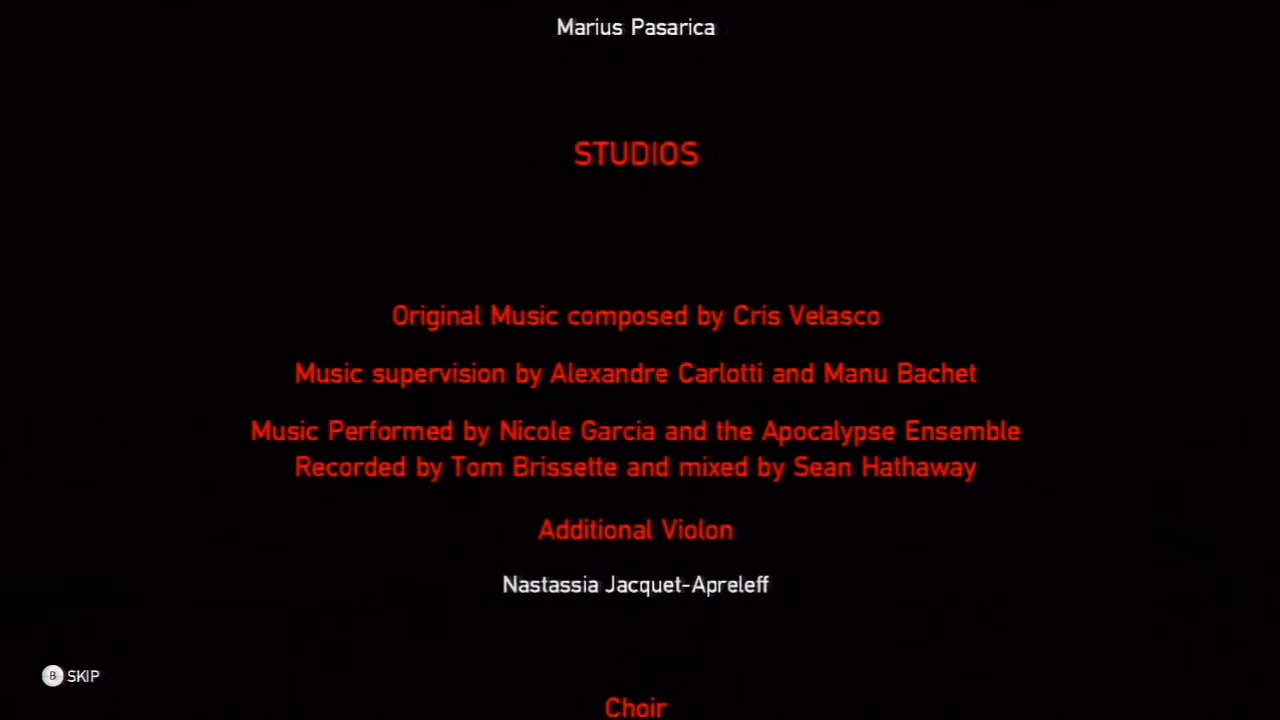 Marius Pasarica
STUDIOS
Original Music composed by Cris Velasco
Music supervision by Alexandre Carlotti and Manu Bachet
Music Performed by Nicole Garcia and the Apocalypse Ensemble
Recorded by Tom Brissette and mixed by Sean Hathaway
Additional Violon
Nastassia Jacquet-Apreleff
B SKIP
Choir